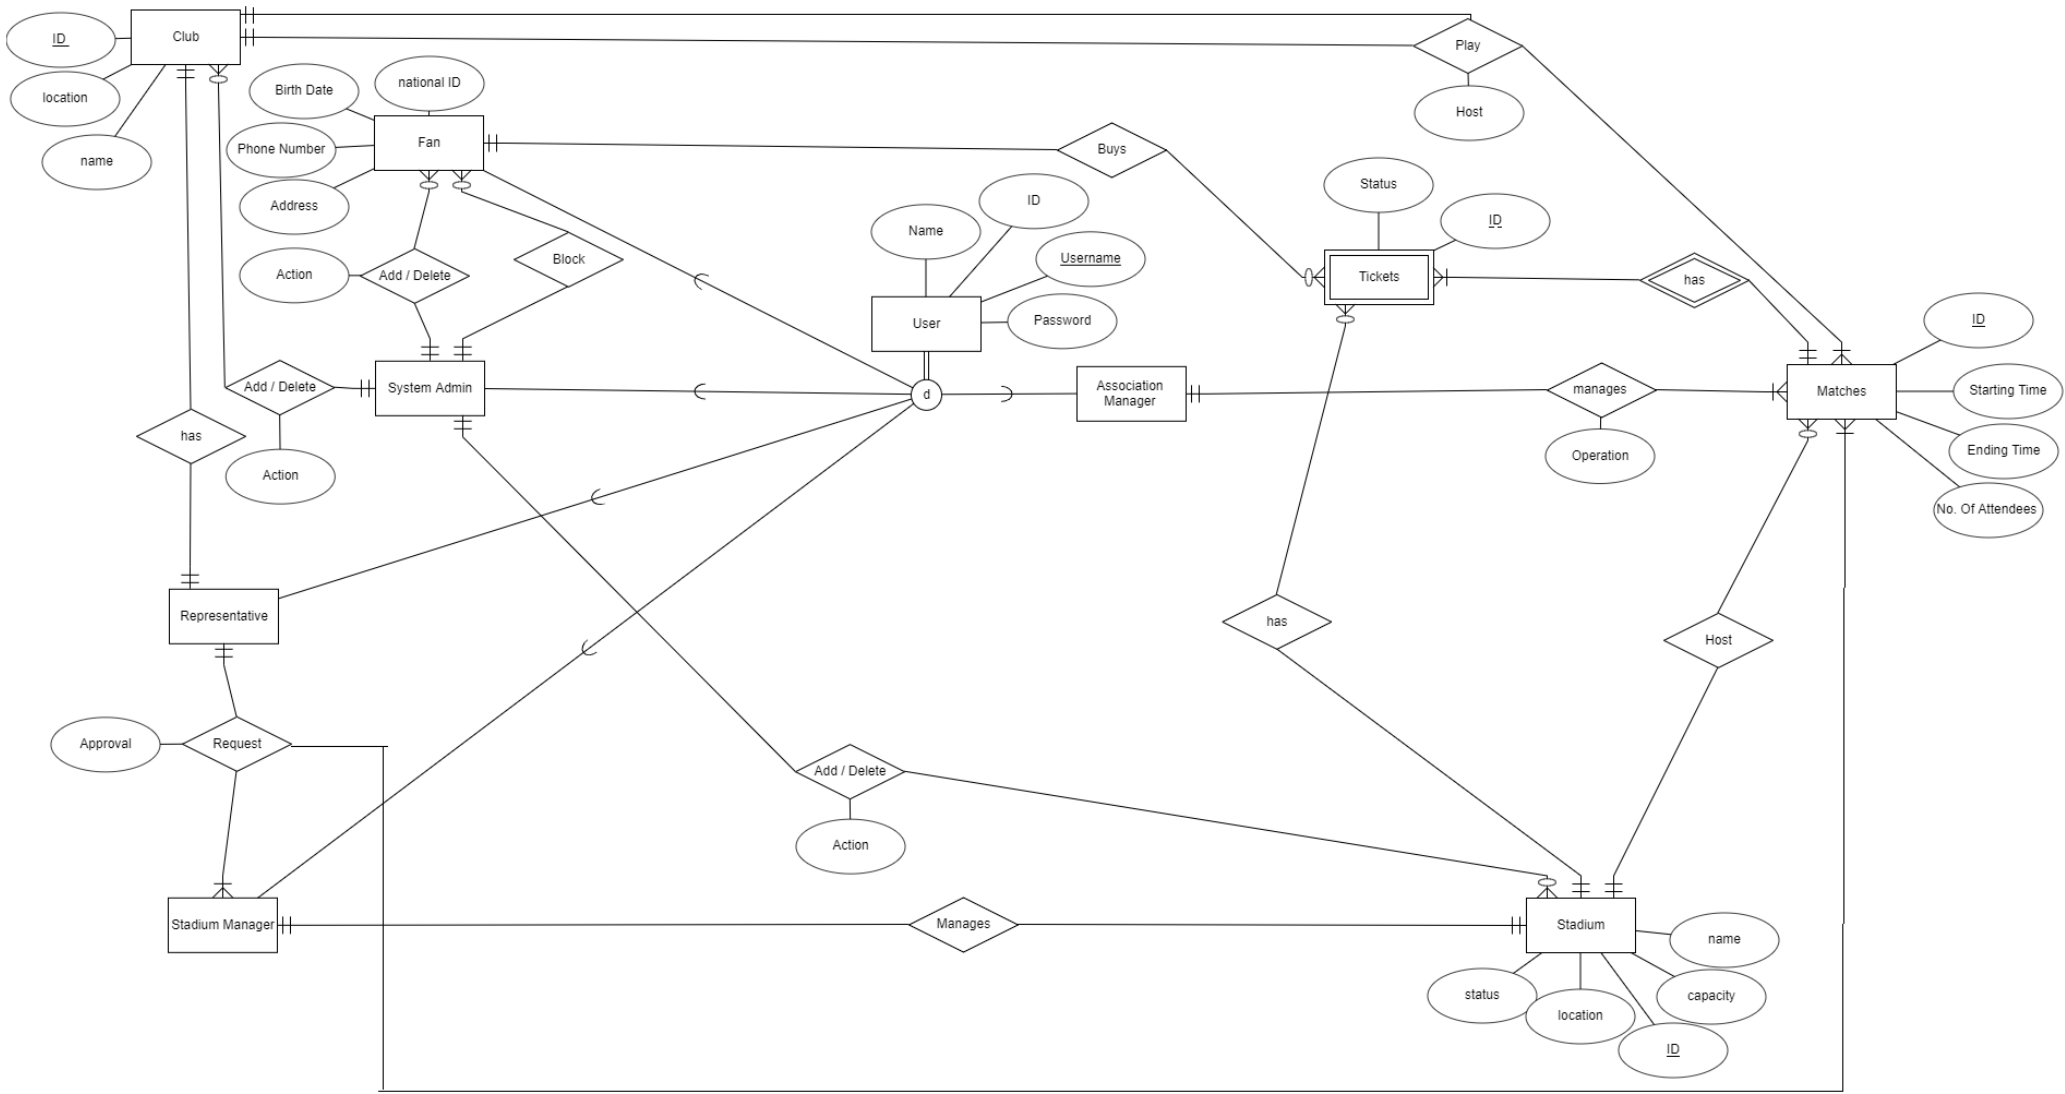 Club
ID
Play
national ID
Birth Date
location
Host
Fan
Phone Number
Buys
name
Status
ID
Address
ID
Name
Username
Block
Action
Add / Delete
Tickets
has
ID
Password
User
Add / Delete
System Admin
d
Association
Manager
manages
Matches
Starting Time
has
Operation
Ending Time
Action
No. Of Attendees
Representative
has
Host
Approval
Request
Add / Delete
Action
Stadium Manager
Manages
Stadium
name
status
capacity
location
ID